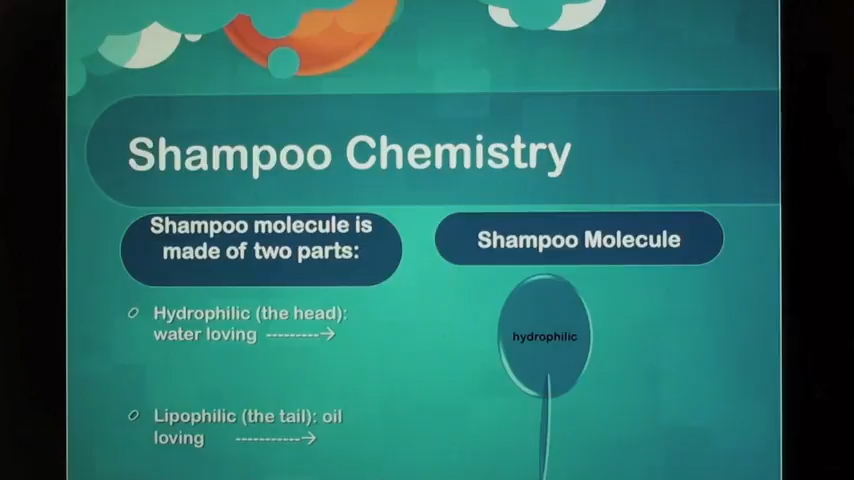 Shampoo Chemistry
Shampoo molecule is
made of two parts:
Shampoo Molecule
Hydrophilic (the head):
water loving ---------→
hydrophilic
Lipophilic (the tail): oil
loving -----------→